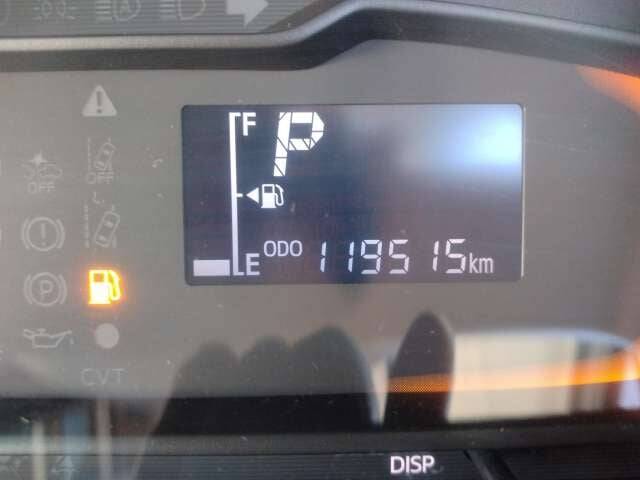 F
P
OFF
OFF
E
ODO 119515km
P
CVT
DISP